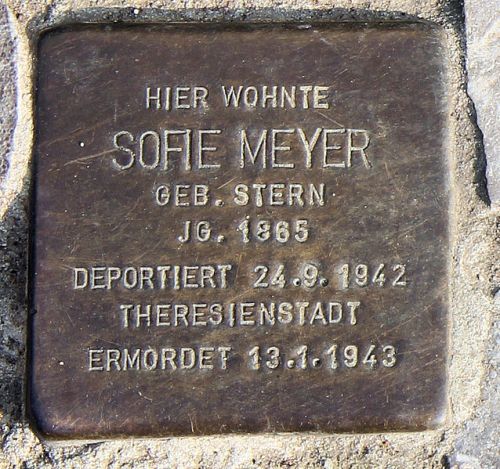 HIER WOHNTE
SOFIE MEYER
GEB. STERN
JG. 1865
DEPORTIERT 24.9.1942
THERESIENSTADT
ERMORDET 13.1.1943